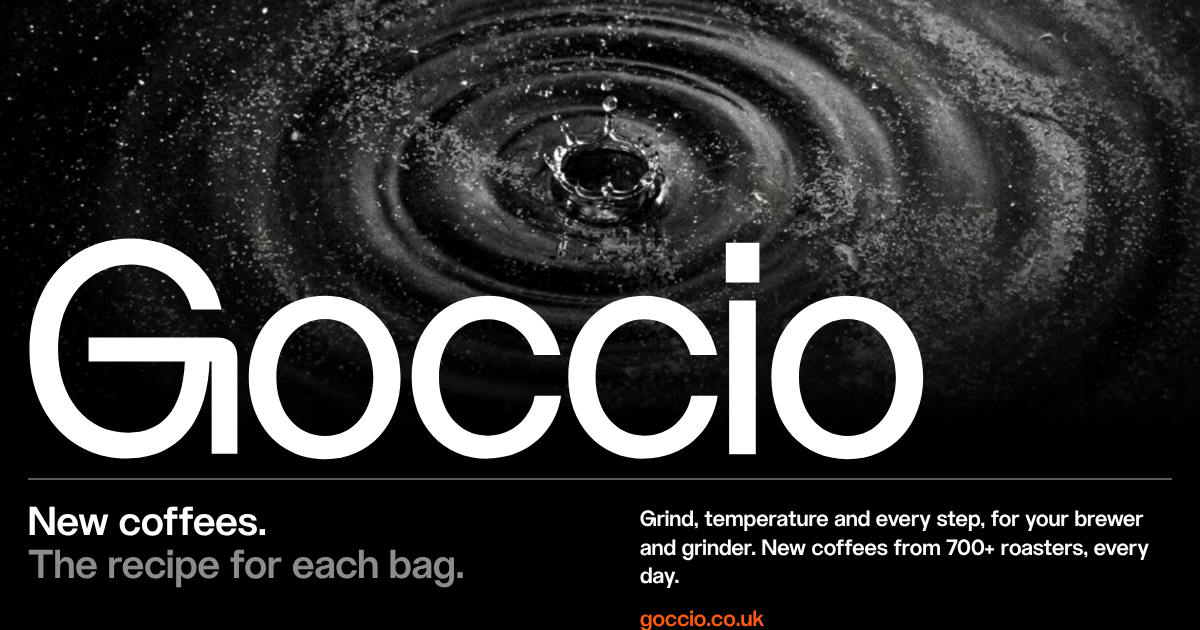 Goccio
New coffees.
The recipe for each bag.
Grind, temperature and every step, for your brewer
and grinder. New coffees from 700+ roasters, every
day.
goccio.co.uk